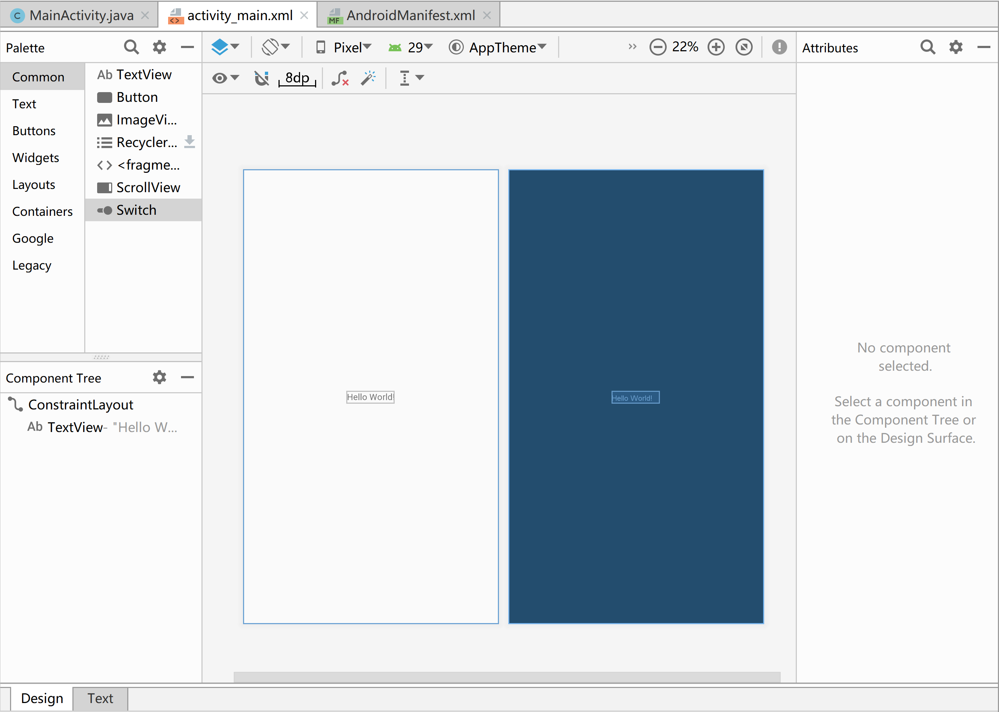 C MainActivity.java
<> activity_main.xml
MF AndroidManifest.xml
Palette
Common
Text
Buttons
Widgets
Layouts
Containers
Google
Legacy
Ab TextView
Button
ImageVi...
Recycler...
<fragme...
ScrollView
Switch
Component Tree
ConstraintLayout
Ab TextView- "Hello W...
Pixel
29
AppTheme
22%
8dp
Hello World!
Hello World!
Attributes
No component
selected.
Select a component in
the Component Tree or
on the Design Surface.
Design
Text